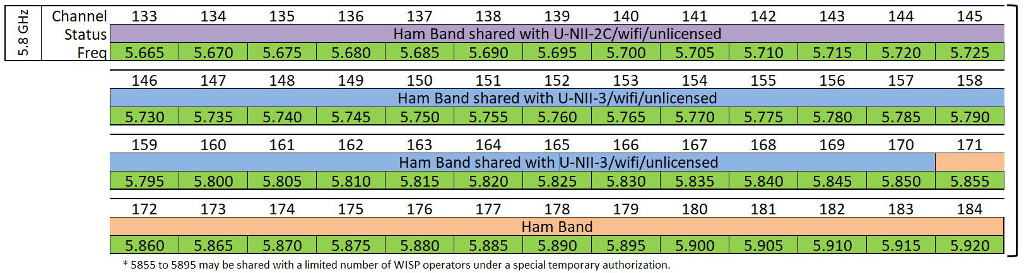 5.8 GHz
Channel 133 134 135 136 137 138 139 140 141 142 143 144 145
Status Ham Band shared with U-NII-2C/wifi/unlicensed
Freq 5.665 5.670 5.675 5.680 5.685 5.690 5.695 5.700 5.705 5.710 5.715 5.720 5.725
146 147 148 149 150 151 152 153 154 155 156 157 158
Ham Band shared with U-NII-3/wifi/unlicensed
5.730 5.735 5.740 5.745 5.750 5.755 5.760 5.765 5.770 5.775 5.780 5.785 5.790
159 160 161 162 163 164 165 166 167 168 169 170 171
Ham Band shared with U-NII-3/wifi/unlicensed
5.795 5.800 5.805 5.810 5.815 5.820 5.825 5.830 5.835 5.840 5.845 5.850 5.855
172 173 174 175 176 177 178 179 180 181 182 183 184
Ham Band
5.860 5.865 5.870 5.875 5.880 5.885 5.890 5.895 5.900 5.905 5.910 5.915 5.920
* 5855 to 5895 may be shared with a limited number of WISP operators under a special temporary authorization.